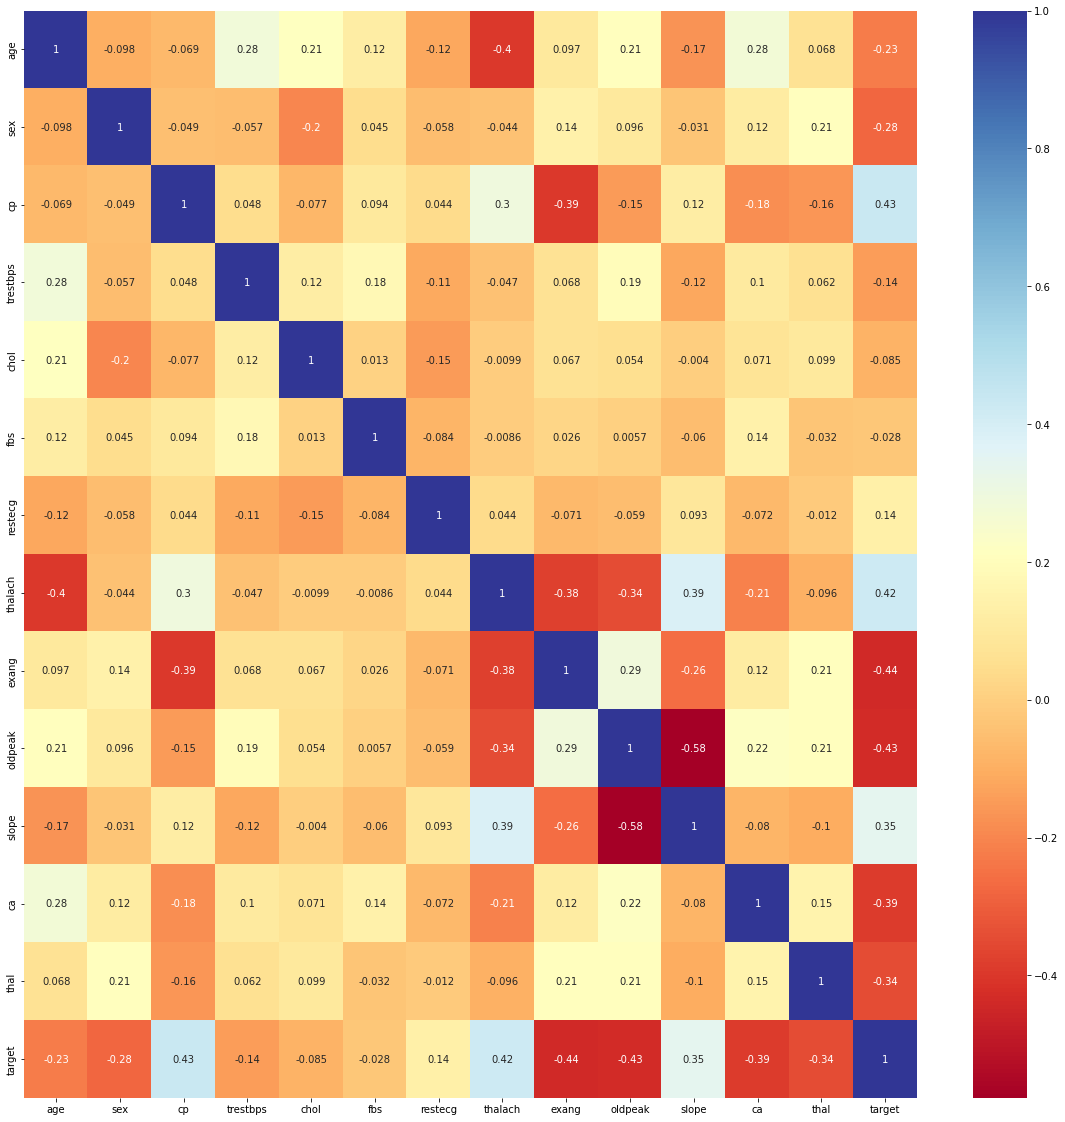 age 1 -0.098 -0.069 0.28 0.21 0.12 -0.12 -0.4 0.097 0.21 -0.17 0.28 0.068 -0.23
sex -0.098 1 -0.049 -0.057 -0.2 0.045 -0.058 -0.044 0.14 0.096 -0.031 0.12 0.21 -0.28
cp -0.069 -0.049 1 0.048 -0.077 0.094 0.044 0.3 -0.39 -0.15 0.12 -0.18 -0.16 0.43
trestbps 0.28 -0.057 0.048 1 0.12 0.18 -0.11 -0.047 0.068 0.19 -0.12 0.1 0.062 -0.14
chol 0.21 -0.2 -0.077 0.12 1 0.013 -0.15 -0.0099 0.067 0.054 -0.004 0.071 0.099 -0.085
fbs 0.12 0.045 0.094 0.18 0.013 1 -0.084 -0.0086 0.026 0.0057 -0.06 0.14 -0.032 -0.028
restecg -0.12 -0.058 0.044 -0.11 -0.15 -0.084 1 0.044 -0.071 -0.059 0.093 -0.072 -0.012 0.14
thalach -0.4 -0.044 0.3 -0.047 -0.0099 -0.0086 0.044 1 -0.38 -0.34 0.39 -0.21 -0.096 0.42
exang 0.097 0.14 -0.39 0.068 0.067 0.026 -0.071 -0.38 1 0.29 -0.26 0.12 0.21 -0.44
oldpeak 0.21 0.096 -0.15 0.19 0.054 0.0057 -0.059 -0.34 0.29 1 -0.58 0.22 0.21 -0.43
slope -0.17 -0.031 0.12 -0.12 -0.004 -0.06 0.093 0.39 -0.26 -0.58 1 -0.08 -0.1 0.35
ca 0.28 0.12 -0.18 0.1 0.071 0.14 -0.072 -0.21 0.12 0.22 -0.08 1 0.15 -0.39
thal 0.068 0.21 -0.16 0.062 0.099 -0.032 -0.012 -0.096 0.21 0.21 -0.1 0.15 1 -0.34
target -0.23 -0.28 0.43 -0.14 -0.085 -0.028 0.14 0.42 -0.44 -0.43 0.35 -0.39 -0.34 1
age sex cp trestbps chol fbs restecg thalach exang oldpeak slope ca thal target
1.0
0.8
0.6
0.4
0.2
0.0
−0.2
−0.4